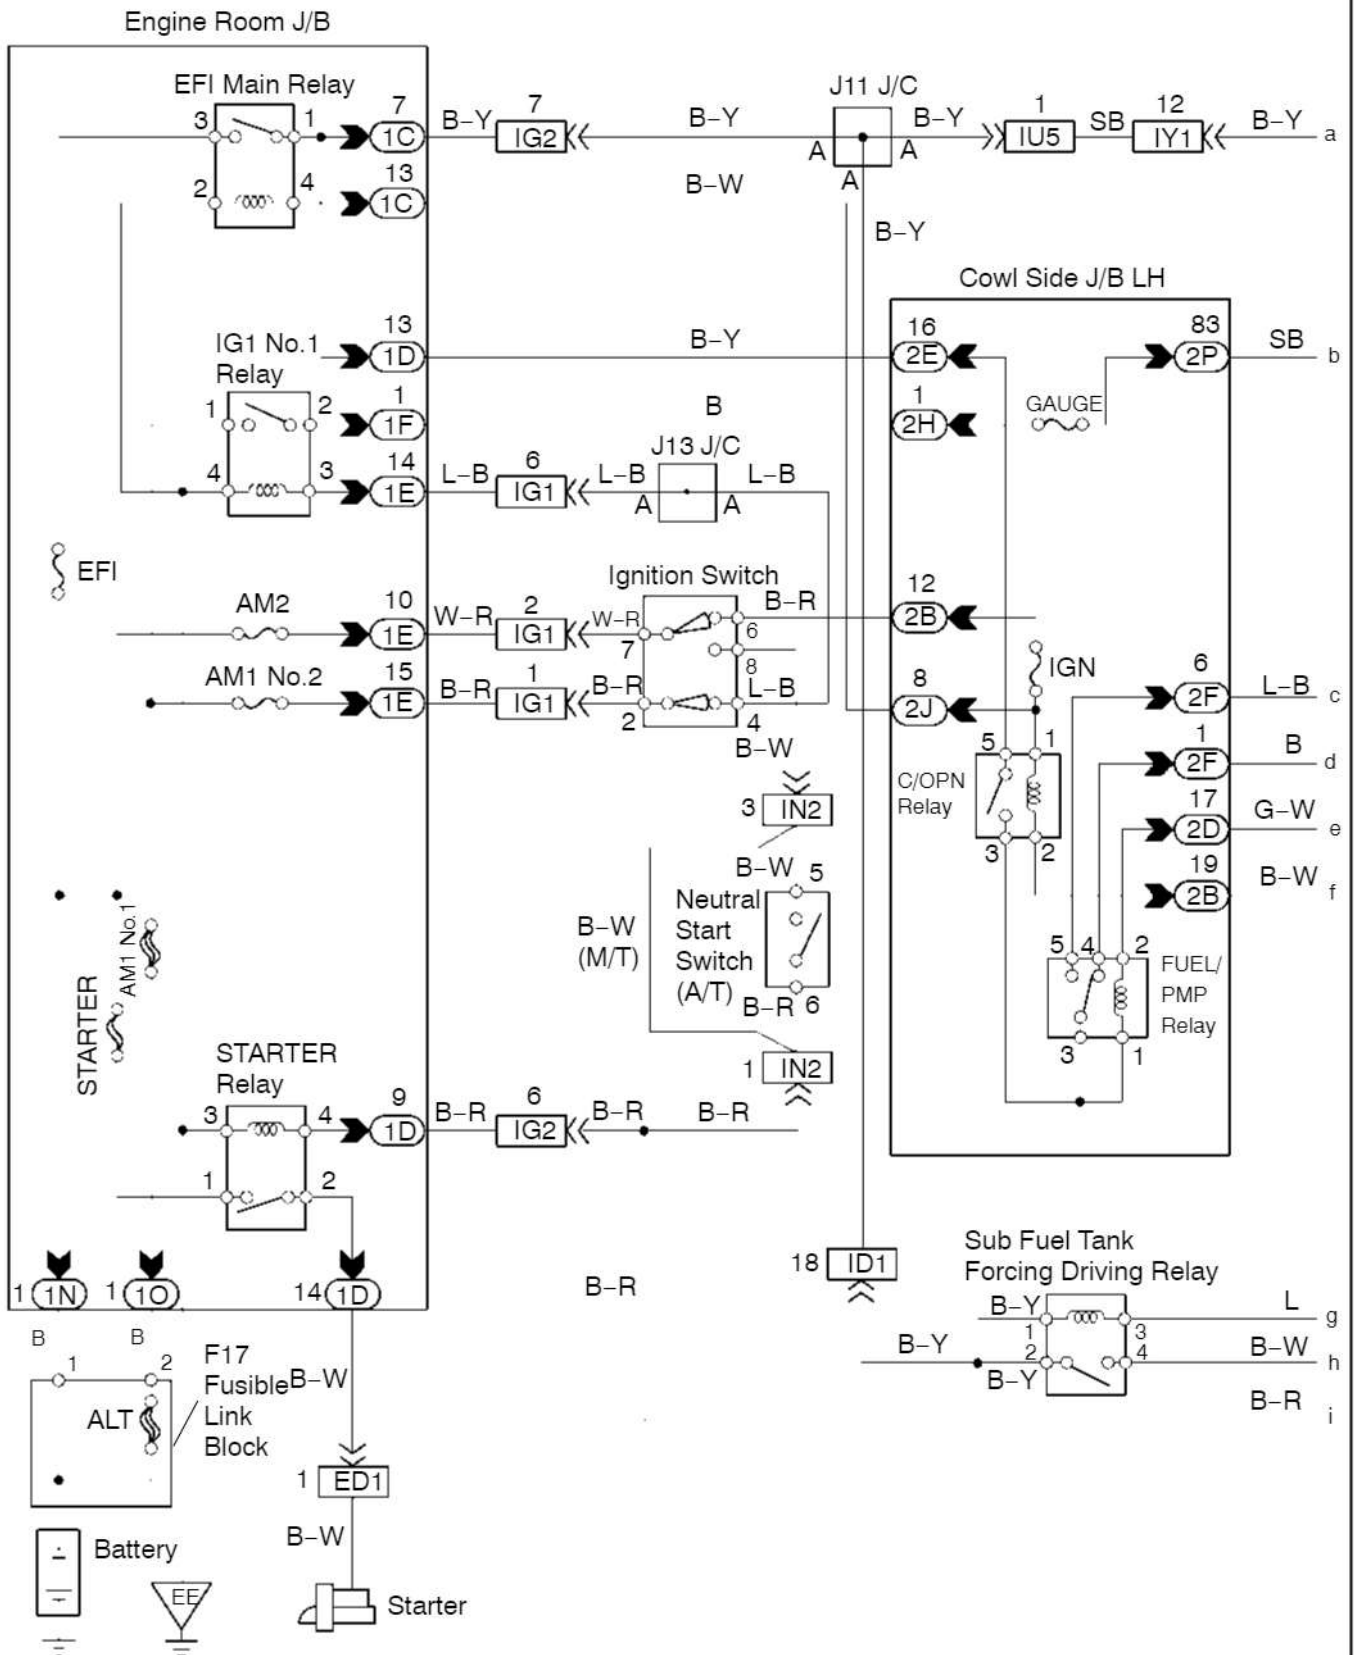 Engine Room J/B
EFI Main Relay
J11 J/C
3 1 7 1C B–Y 7 IG2 B–Y A A B–Y 1 IU5 SB 12 IY1 B–Y a
2 4 13 1C B–W A
B–Y
Cowl Side J/B LH
IG1 No.1
Relay
13 1D B–Y 16 2E 83 2P SB b
1 2 1 1F B 1 2H GAUGE
J13 J/C
4 3 14 1E L–B 6 IG1 L–B A A L–B
EFI
Ignition Switch
AM2 10 1E W–R 2 IG1 W–R 7 6 B–R 12 2B
8
IGN
AM1 No.2 15 1E B–R 1 IG1 B–R 2 4 L–B 8 2J 6 2F L–B c
B–W
5 1 1 2F B d
C/OPN
Relay
3 IN2
3 2 17 2D G–W e
B–W 5 19 2B B–W f
Neutral
Start
Switch
(A/T)
B–W
(M/T)
B–R 6
AM1 No.1
STARTER
5 4 2
FUEL/
PMP
Relay
3 1
STARTER
Relay
1 IN2
3 4 9 1D B–R 6 IG2 B–R B–R
1 2
18 ID1
Sub Fuel Tank
Forcing Driving Relay
1 1N 1 1O 14 1D B–R
B–Y 1 3 L g
B–Y 2 4 B–W h
B–Y
B–R i
B B
1 2
F17
Fusible
Link
Block
B–W
ALT
1 ED1
B–W
Battery
EE
Starter